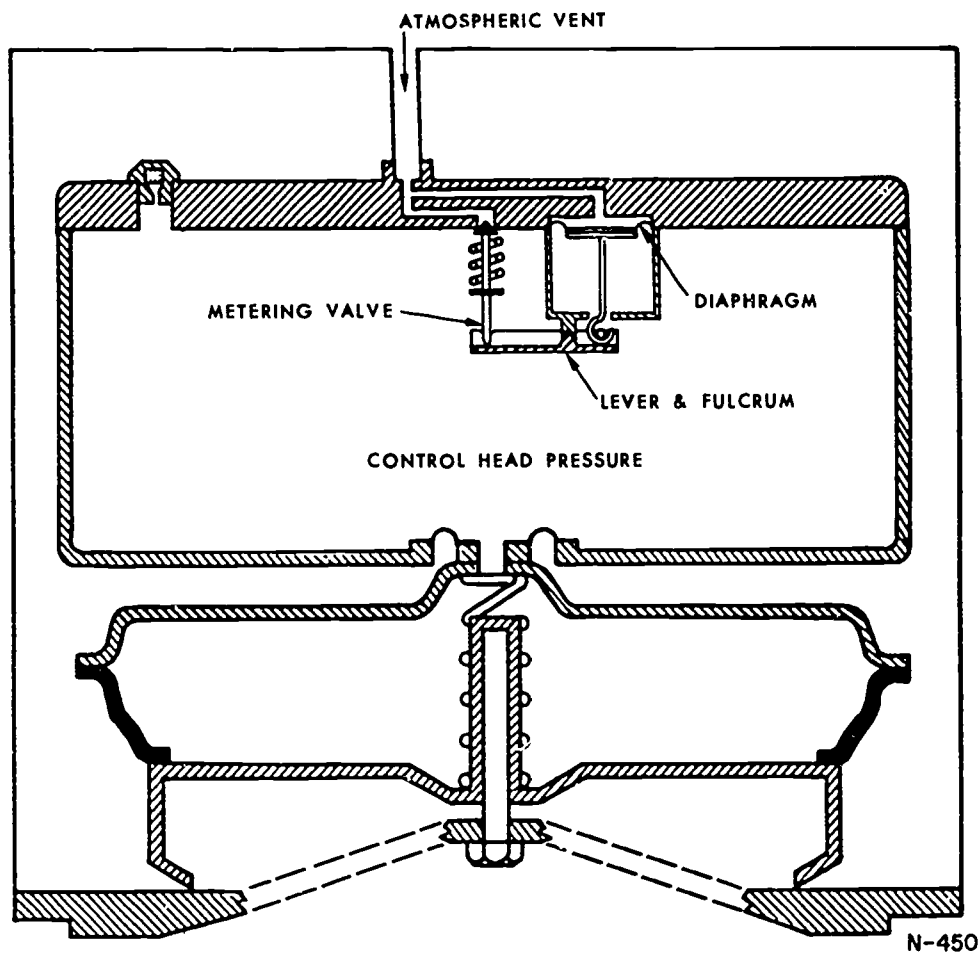 ATMOSPHERIC VENT
DIAPHRAGM
METERING VALVE
LEVER & FULCRUM
CONTROL HEAD PRESSURE
N-450